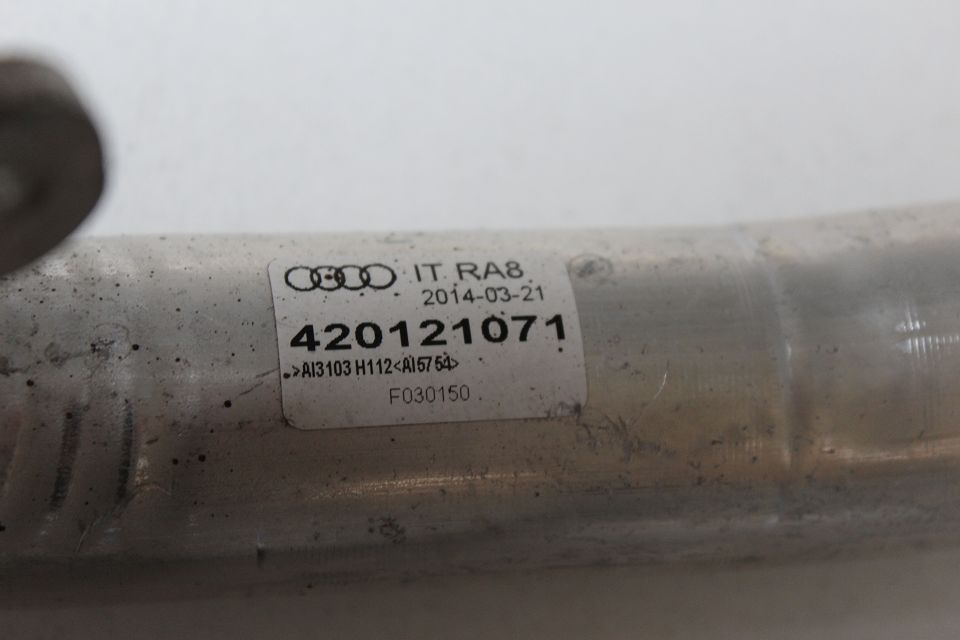 IT RA8
2014-03-21
420121071
>Al3103 H112<Al5754>
F030150